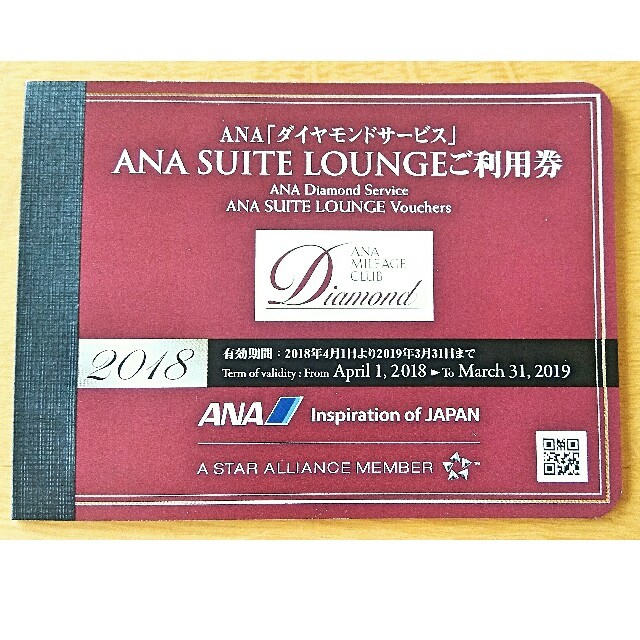 ANA「ダイヤモンドサービス」
ANA SUITE LOUNGEご利用券
ANA Diamond Service
ANA SUITE LOUNGE Vouchers
ANA
MILEAGE
CLUB
Diamond
2018
有効期間：2018年4月1日より2019年3月31日まで
Term of validity : From April 1, 2018 ► To March 31, 2019
ANA Inspiration of JAPAN
A STAR ALLIANCE MEMBER ™